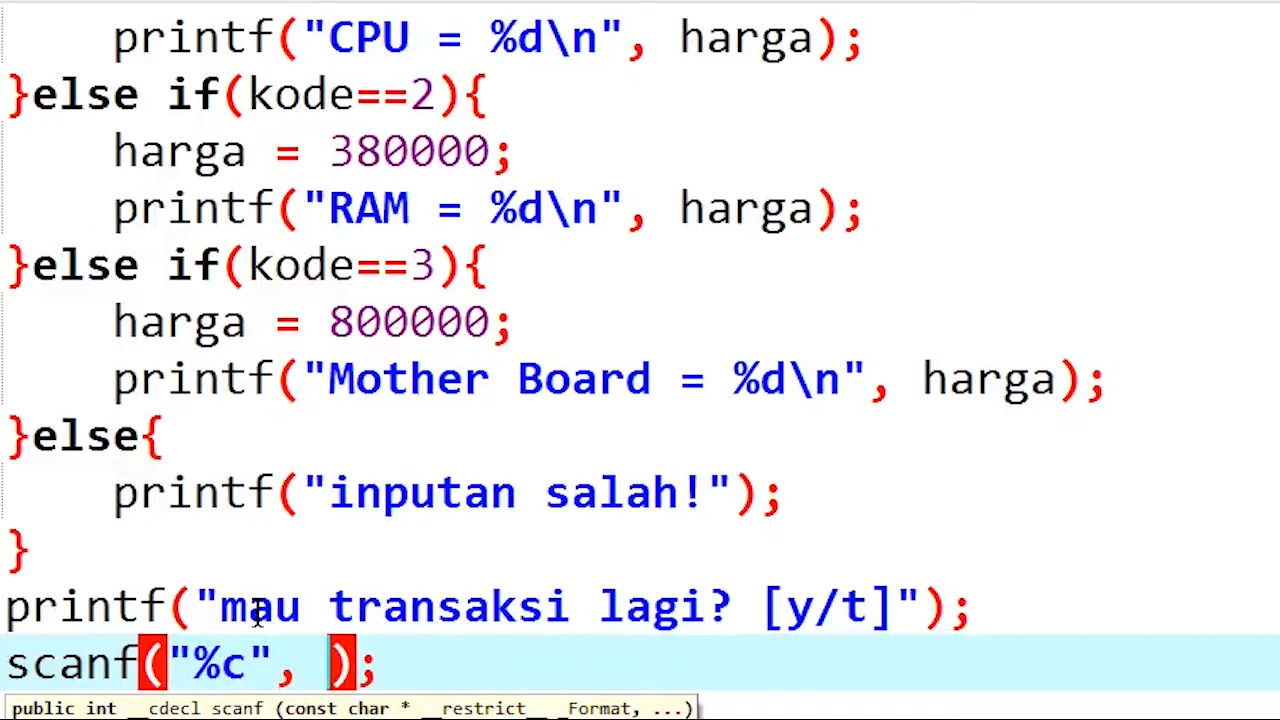 printf("CPU = %d\n", harga);
}else if(kode==2){
harga = 380000;
printf("RAM = %d\n", harga);
}else if(kode==3){
harga = 800000;
printf("Mother Board = %d\n", harga);
}else{
printf("inputan salah!");
}
printf("mau transaksi lagi? [y/t]");
scanf("%c", );
public int __cdecl scanf (const char * __restrict__ _Format, ...)